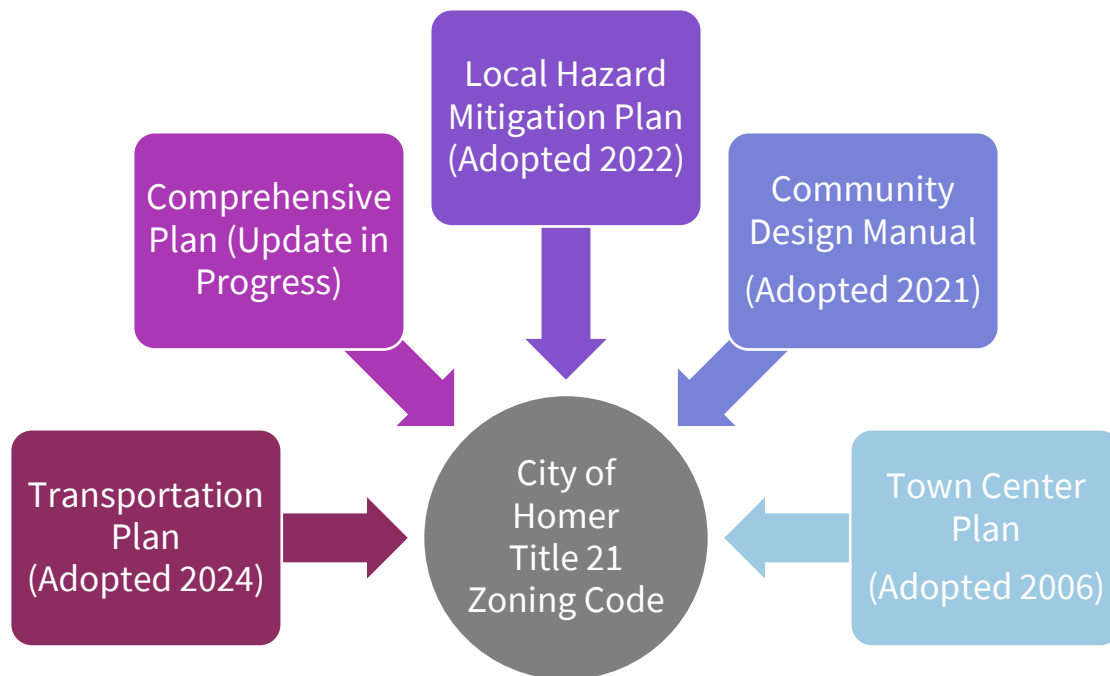 Local Hazard
Mitigation Plan
(Adopted 2022)
Comprehensive
Plan (Update in
Progress)
Community
Design Manual
(Adopted 2021)
Transportation
Plan
(Adopted 2024)
City of
Homer
Title 21
Zoning Code
Town Center
Plan
(Adopted 2006)